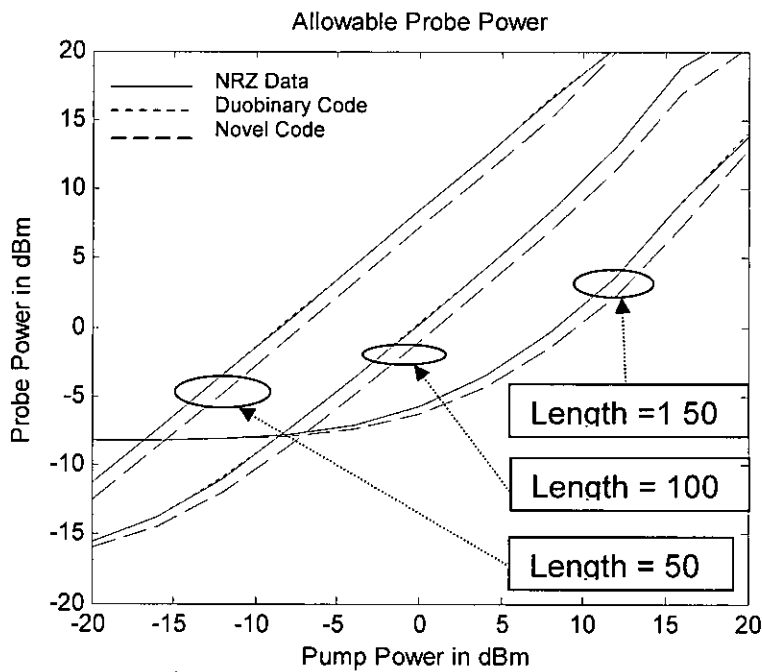 Allowable Probe Power
20
NRZ Data
Duobinary Code
Novel Code
15
10
5
0
-5
-10
-15
-20
Probe Power in dBm
Length =1 50
Length = 100
Length = 50
-20 -15 -10 -5 0 5 10 15 20
Pump Power in dBm